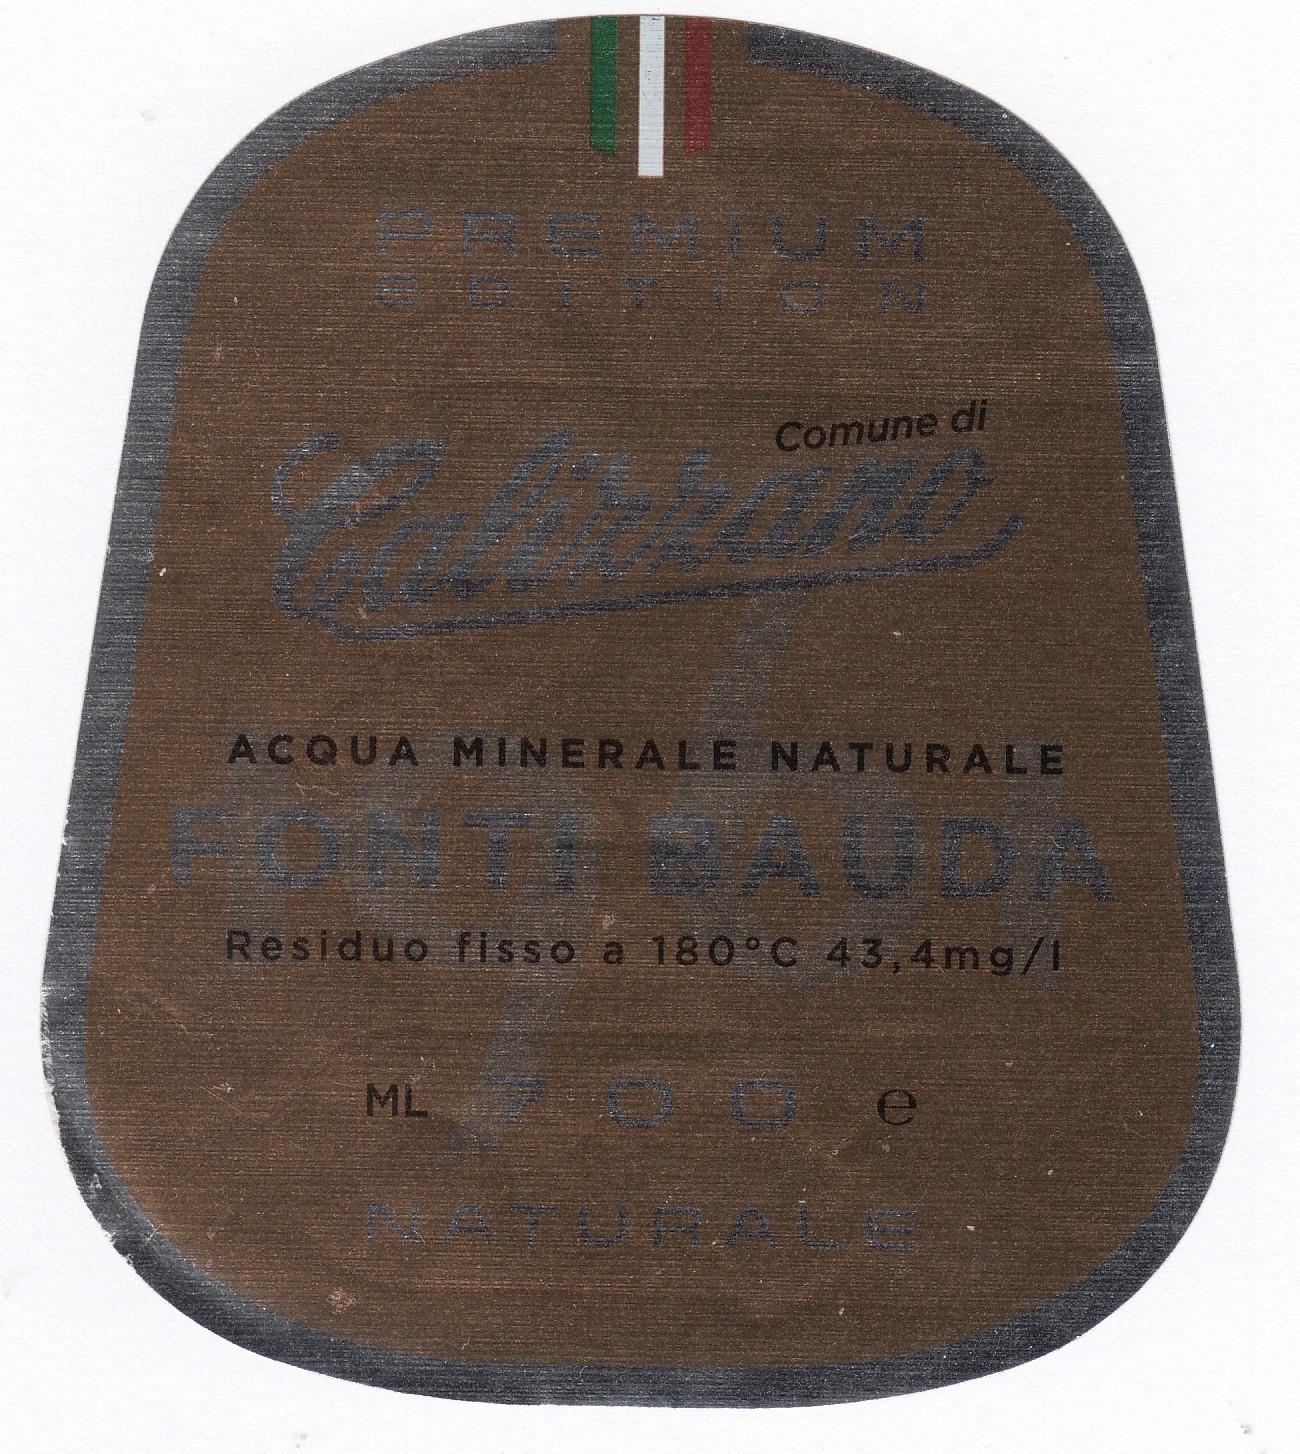 PREMIUM
EDITION
Comune di
Calizzano
ACQUA MINERALE NATURALE
FONTI BAUDA
Residuo fisso a 180°C 43,4mg/l
ML 700 e
NATURALE